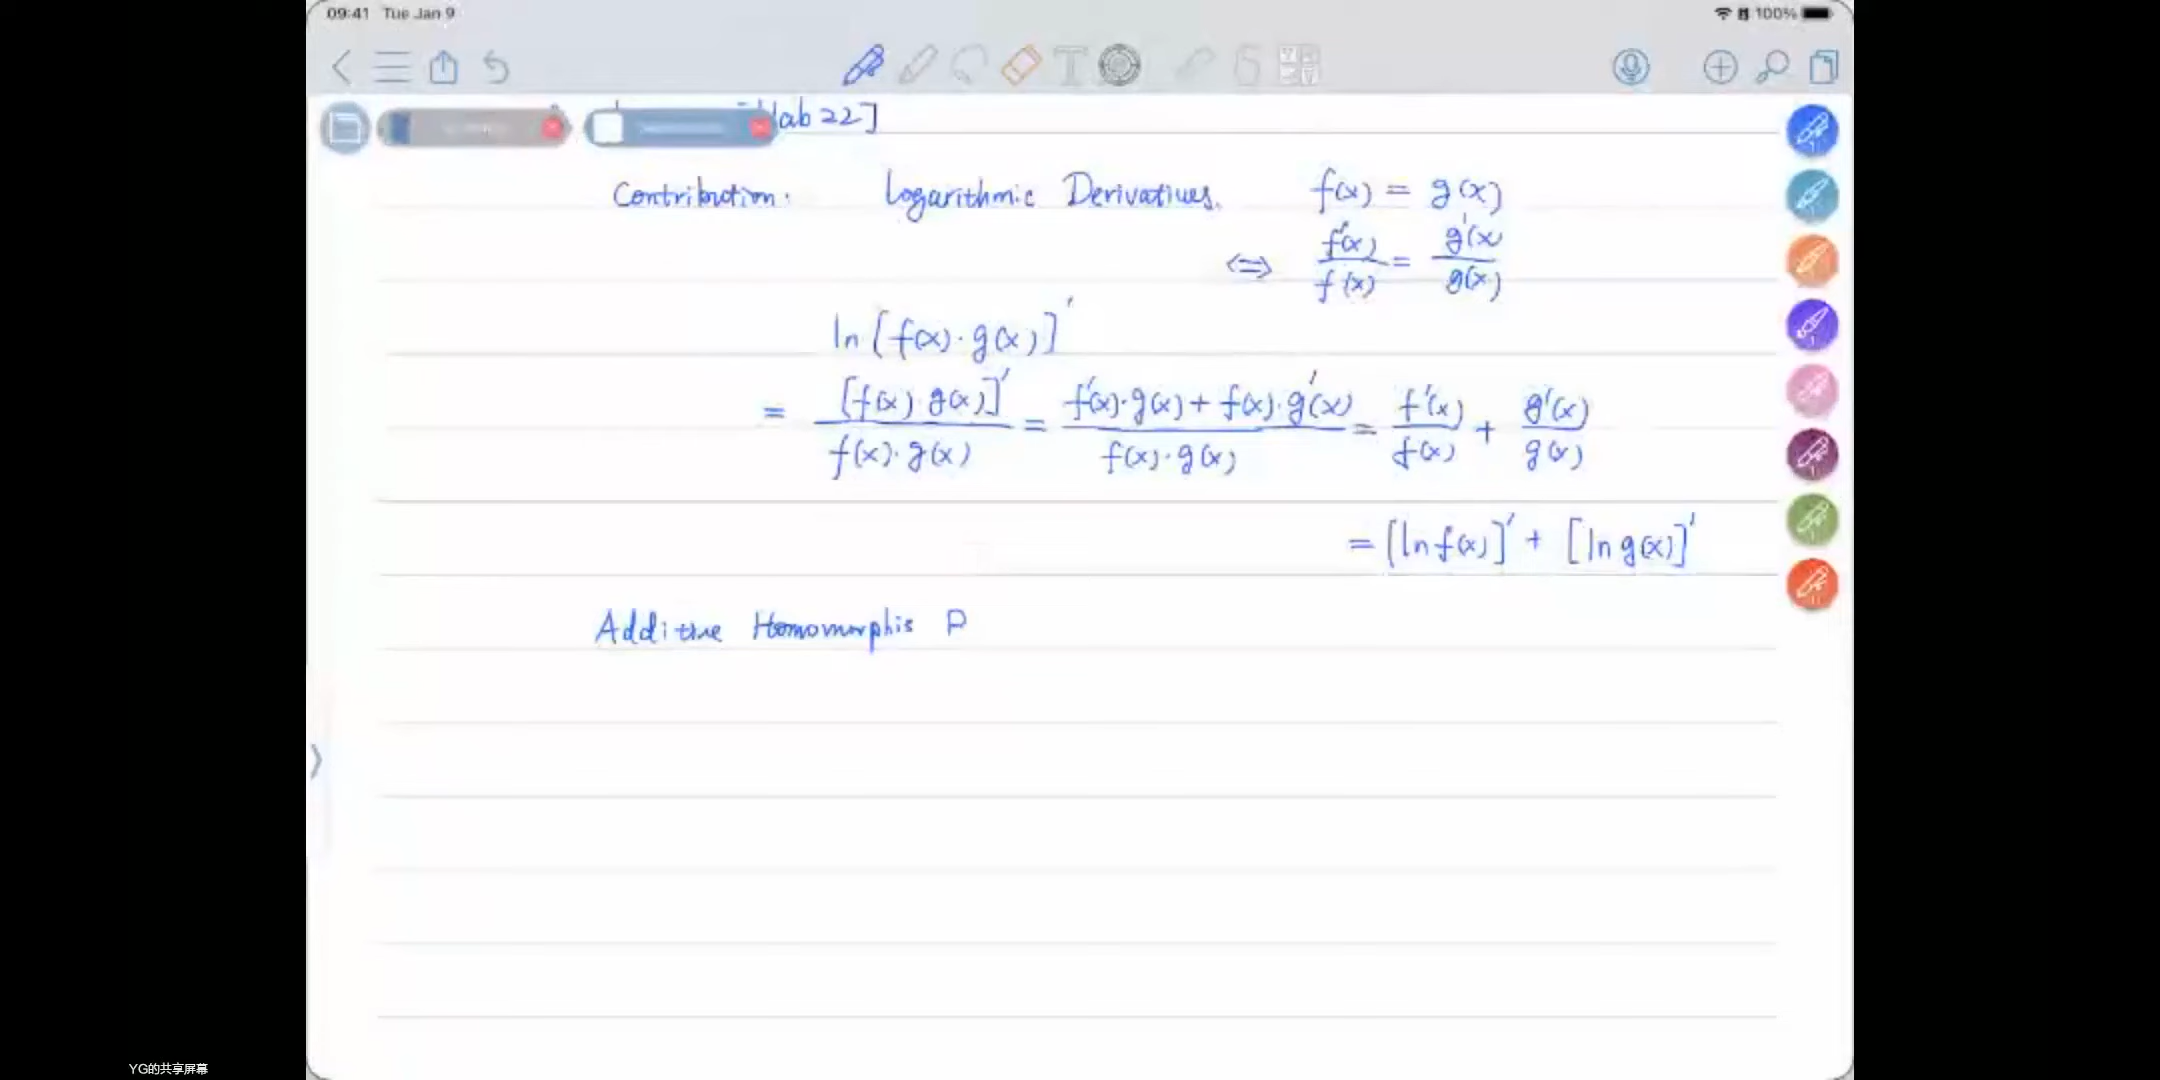 09:41 Tue Jan 9
100%
lab 22]
Contribution. Logarithmic Derivatives. f(x) = g(x)
⇔ f'(x)/f(x) = g'(x/g(x)
ln [f(x)·g(x)]'
= [f(x)·g(x)]'/f(x)·g(x) = f'(x)·g(x) + f(x)·g'(x)/f(x)·g(x) = f'(x)/f(x) + g'(x)/g(x)
= [ln f(x)]' + [ln g(x)]'
Additive Homomorphis P
YG的共享屏幕